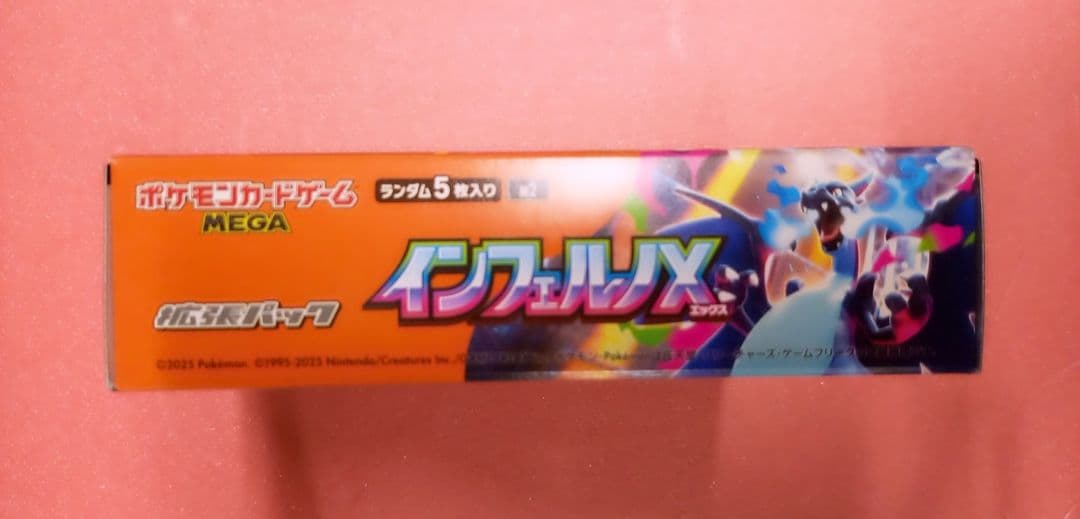 ポケモンカードゲーム
MEGA
ランダム5枚入り
インフェルノX
エックス
拡張パック
©2025 Pokémon. ©1995-2025 Nintendo/Creatures Inc.